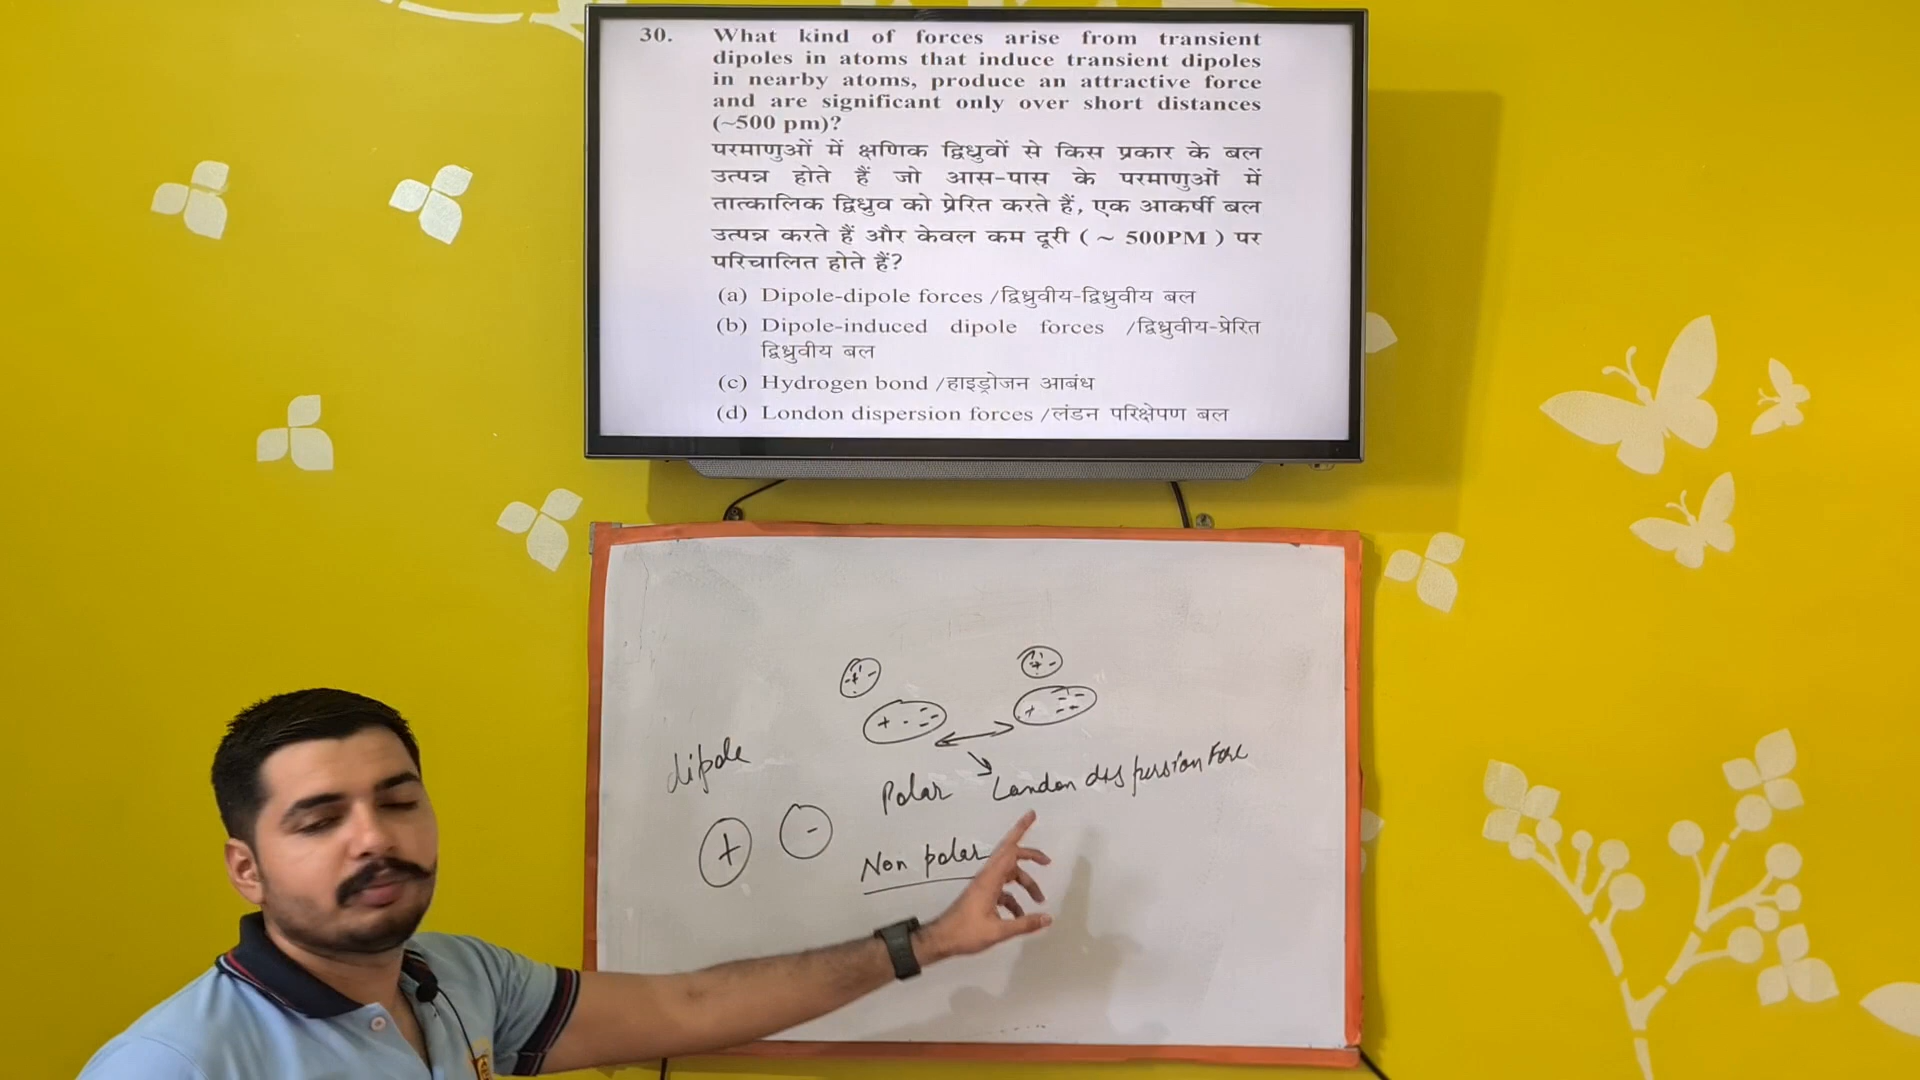 30. What kind of forces arise from transient
dipoles in atoms that induce transient dipoles
in nearby atoms, produce an attractive force
and are significant only over short distances
(~500 pm)?
परमाणुओं में क्षणिक द्विध्रुवों से किस प्रकार के बल
उत्पन्न होते हैं जो आस-पास के परमाणुओं में
तात्कालिक द्विध्रुव को प्रेरित करते हैं, एक आकर्षी बल
उत्पन्न करते हैं और केवल कम दूरी ( ~ 500PM ) पर
परिचालित होते हैं?
(a) Dipole-dipole forces /द्विध्रुवीय-द्विध्रुवीय बल
(b) Dipole-induced dipole forces /द्विध्रुवीय-प्रेरित
द्विध्रुवीय बल
(c) Hydrogen bond /हाइड्रोजन आबंध
(d) London dispersion forces /लंडन परिक्षेपण बल
dipole
+ -
Polar London dispersion
Non polar